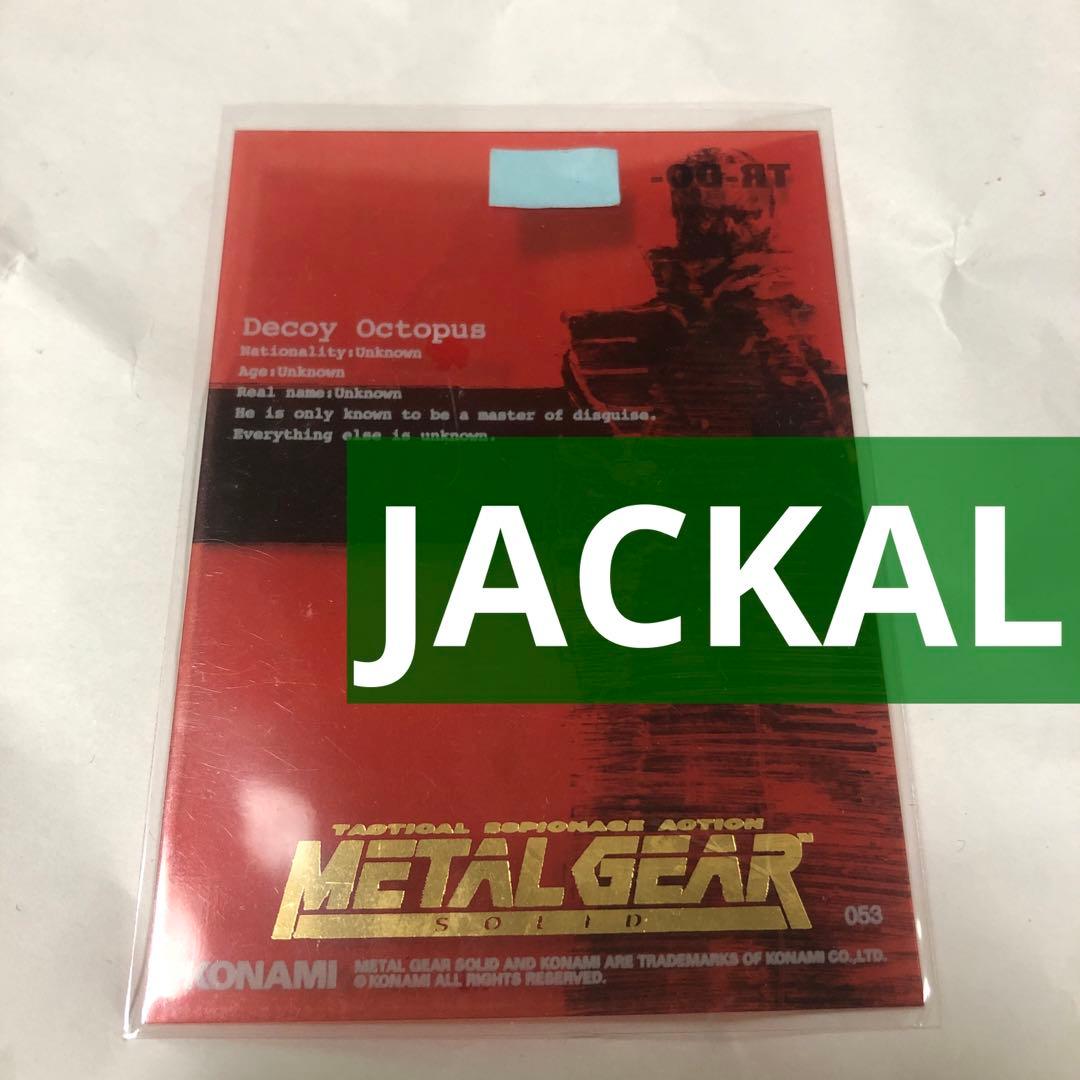 Decoy Octopus
Nationality:Unknown
Age:Unknown
Real name:Unknown
He is only known to be a master of disguise.
Everything else is unknown.
JACKAL
TACTICAL ESPIONAGE ACTION
METAL GEAR
SOLID
TM
053
KONAMI
METAL GEAR SOLID AND KONAMI ARE TRADEMARKS OF KONAMI CO.,LTD.
©KONAMI ALL RIGHTS RESERVED.